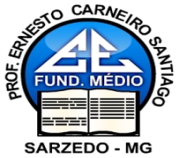 PROF. ERNESTO CARNEIRO SANTIAGO
EE
FUND. MÉDIO
SARZEDO - MG